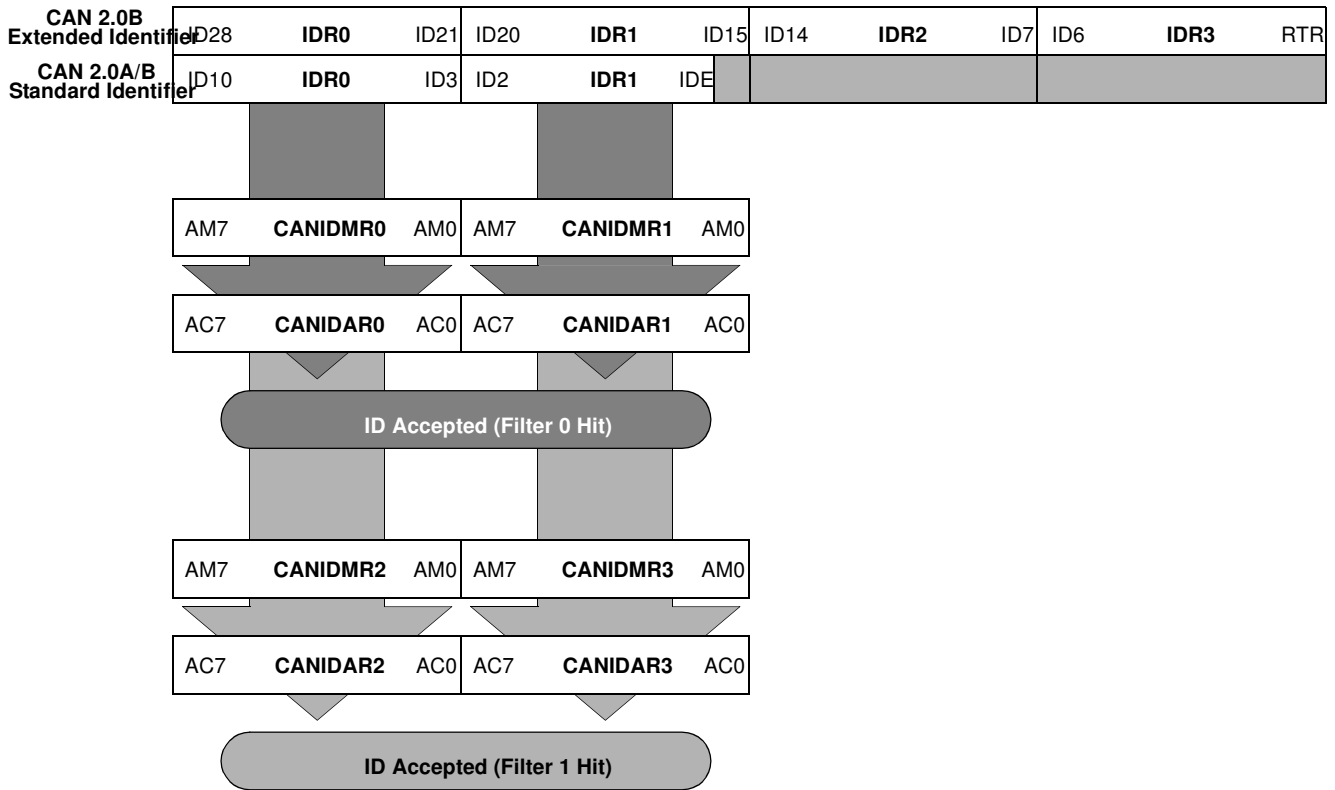 CAN 2.0B
Extended Identifier ID28 IDR0 ID21 ID20 IDR1 ID15 ID14 IDR2 ID7 ID6 IDR3 RTR
CAN 2.0A/B
Standard Identifier ID10 IDR0 ID3 ID2 IDR1 IDE
AM7 CANIDMR0 AM0 AM7 CANIDMR1 AM0
AC7 CANIDAR0 AC0 AC7 CANIDAR1 AC0
ID Accepted (Filter 0 Hit)
AM7 CANIDMR2 AM0 AM7 CANIDMR3 AM0
AC7 CANIDAR2 AC0 AC7 CANIDAR3 AC0
ID Accepted (Filter 1 Hit)